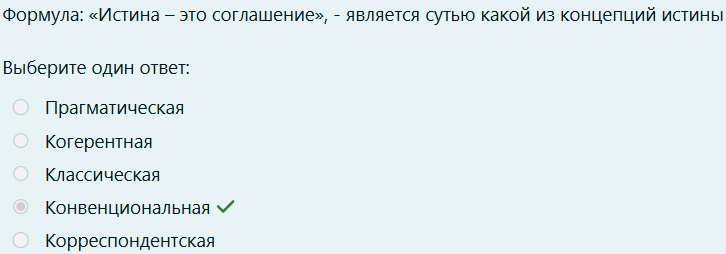 Формула: «Истина – это соглашение», - является сутью какой из концепций истины
Выберите один ответ:
Прагматическая
Когерентная
Классическая
Конвенциональная
Корреспондентская